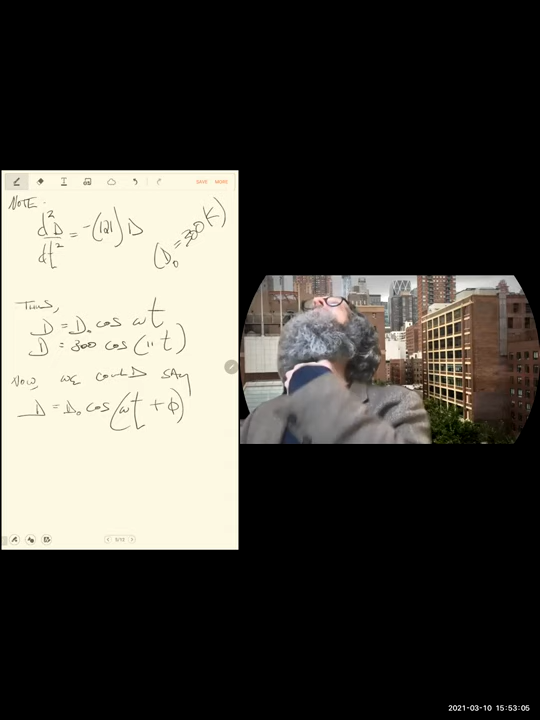 SAVE MORE
NOTE.
d²D/dt² = -(121) D
(D₀ = 300 K)
THUS,
D = D₀ cos ωt
D = 300 cos (11 t)
NOW, WE COULD SAY
D = D₀ cos (ωt + φ)
2021-03-10 15:53:05